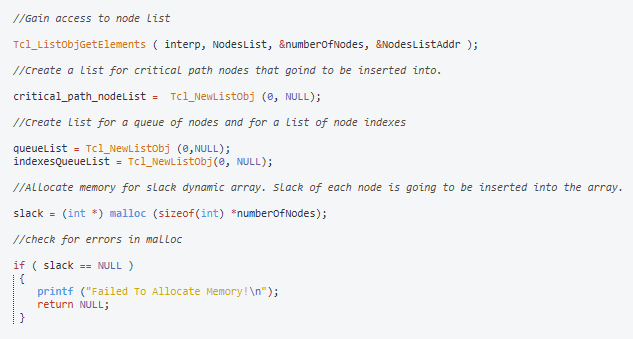 //Gain access to node list
Tcl_ListObjGetElements ( interp, NodesList, &numberOfNodes, &NodesListAddr );
//Create a list for critical path nodes that goind to be inserted into.
critical_path_nodeList =  Tcl_NewListObj (0, NULL);
//Create list for a queue of nodes and for a list of node indexes
queueList = Tcl_NewListObj (0,NULL);
indexesQueueList = Tcl_NewListObj(0, NULL);
//Allocate memory for slack dynamic array. Slack of each node is going to be inserted into the array.
slack = (int *) malloc (sizeof(int) *numberOfNodes);
//check for errors in malloc
if ( slack == NULL )
{
printf ("Failed To Allocate Memory!\n");
return NULL;
}